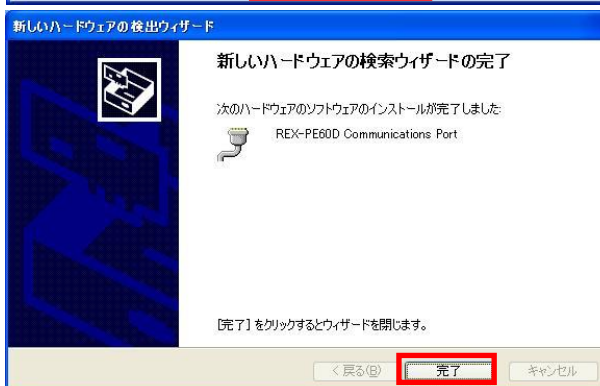 新しいハードウェアの検出ウィザード
新しいハードウェアの検索ウィザードの完了
次のハードウェアのソフトウェアのインストールが完了しました:
REX-PE60D Communications Port
[完了] をクリックするとウィザードを閉じます。
< 戻る(B)
完了
キャンセル